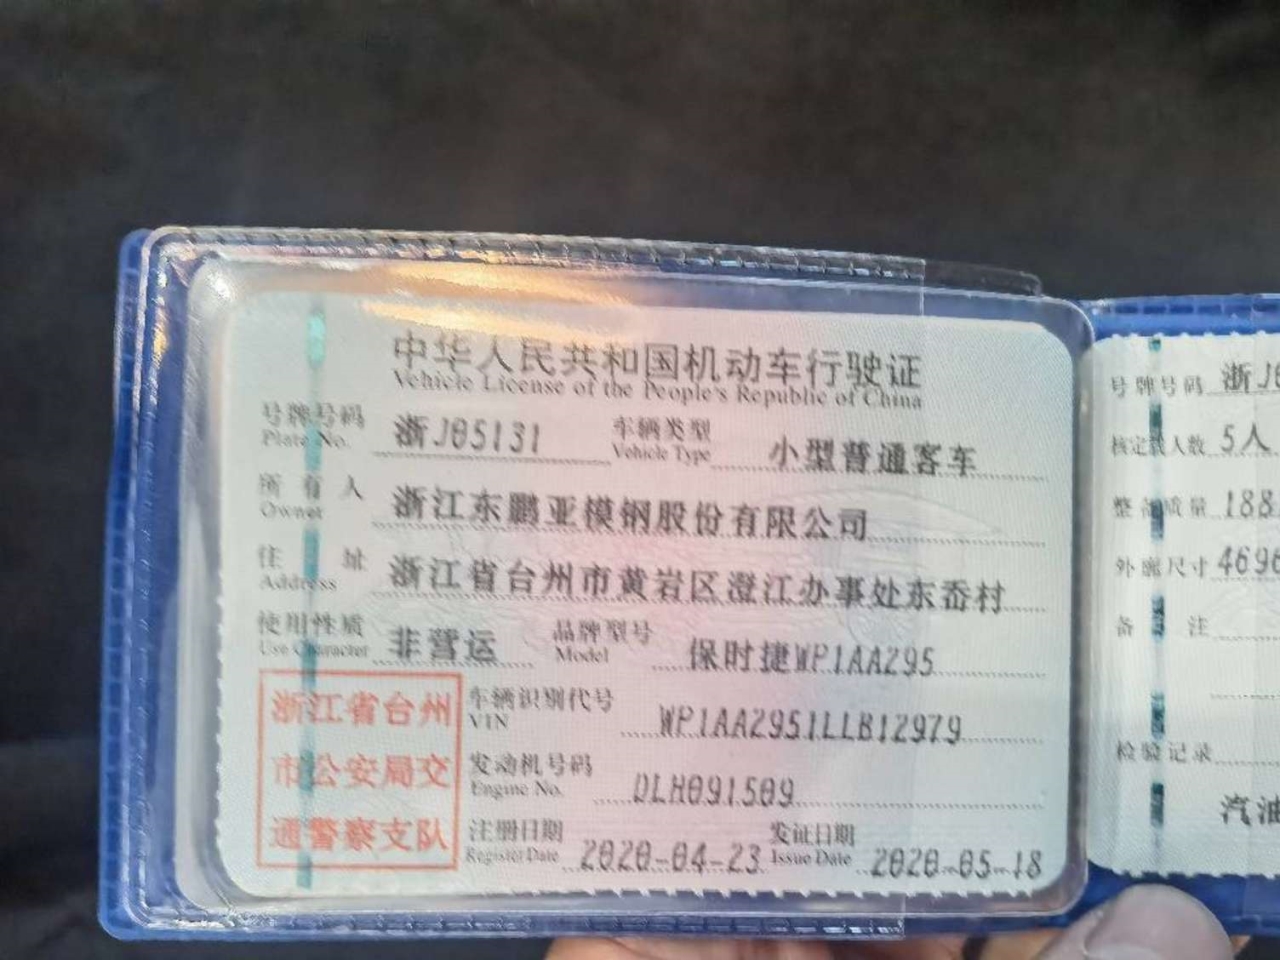 中华人民共和国机动车行驶证
Vehicle License of the People's Republic of China
号牌号码 浙J05131 车辆类型 小型普通客车
Plate No. Vehicle Type
所有人 浙江东鹏亚模钢股份有限公司
Owner
住址 浙江省台州市黄岩区澄江办事处东岙村
Address
使用性质 非营运 品牌型号 保时捷WP1AA295
Use Character Model
浙江省台州
市公安局交
通警察支队
车辆识别代号 WP1AA2951LLB12979
VIN
发动机号码 DLH091509
Engine No.
注册日期 2020-04-23 发证日期 2020-05-18
Register Date Issue Date
号牌号码 浙J0
核定载人数 5人
整备质量 188
外廓尺寸 4696
备注
检验记录
汽油